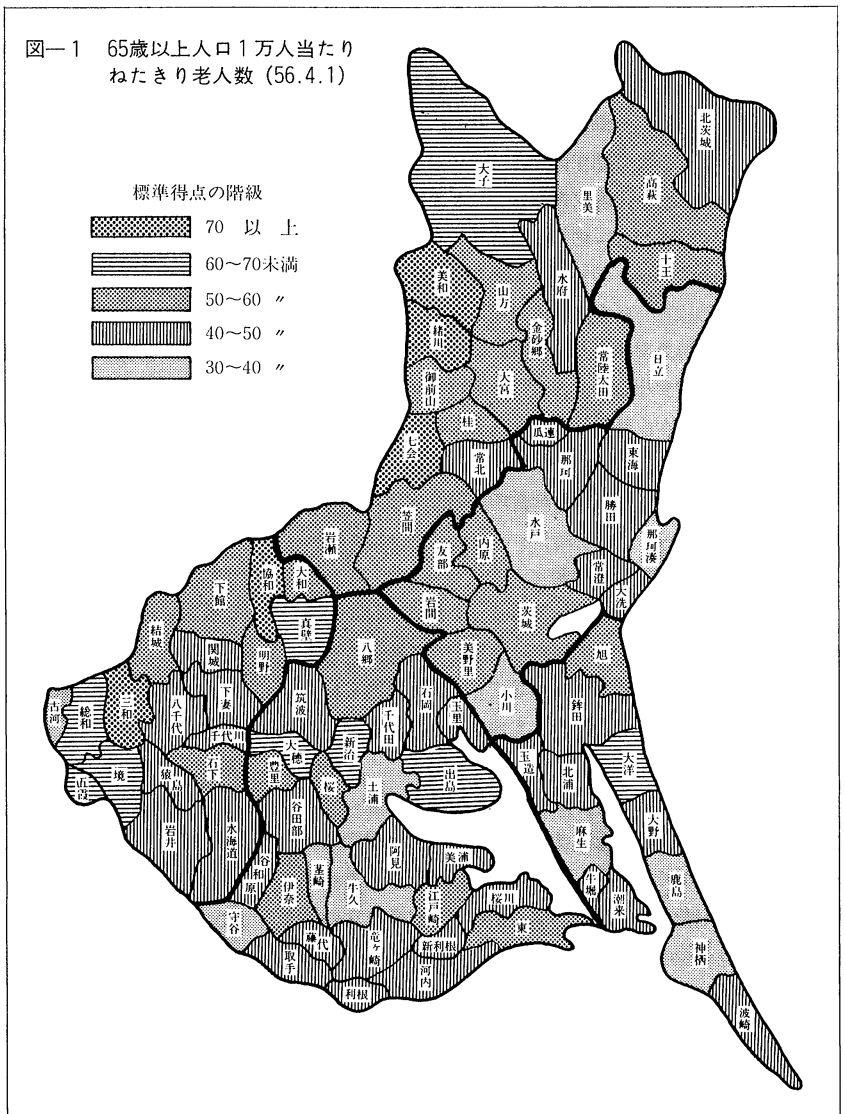 図―1 65歳以上人口1万人当たり
ねたきり老人数 (56.4.1)
標準得点の階級
70 以 上
60～70未満
50～60 〃
40～50 〃
30～40 〃
北茨城
大子
里美
高萩
十王
水府
美和
山方
金砂郷
常陸太田
日立
緒川
御前山
大宮
桂
七会
常北
瓜連
那珂
東海
勝田
笠間
水戸
那珂湊
岩瀬
友部
内原
常澄
大洗
協和
大和
下館
真壁
岩間
茨城
結城
関城
明野
八郷
美野里
旭
小川
古河
総和
三和
八千代
下妻
筑波
石岡
玉里
鉾田
千代川
千代田
大穂
新治
境
猿島
石下
豊里
桜
土浦
出島
玉造
北浦
大洋
五霞
岩井
水海道
谷田部
大野
麻生
谷和原
阿見
美浦
伊奈
茎崎
牛久
江戸崎
桜川
牛堀
潮来
鹿島
守谷
藤代
竜ヶ崎
新利根
東
取手
利根
河内
神栖
波崎